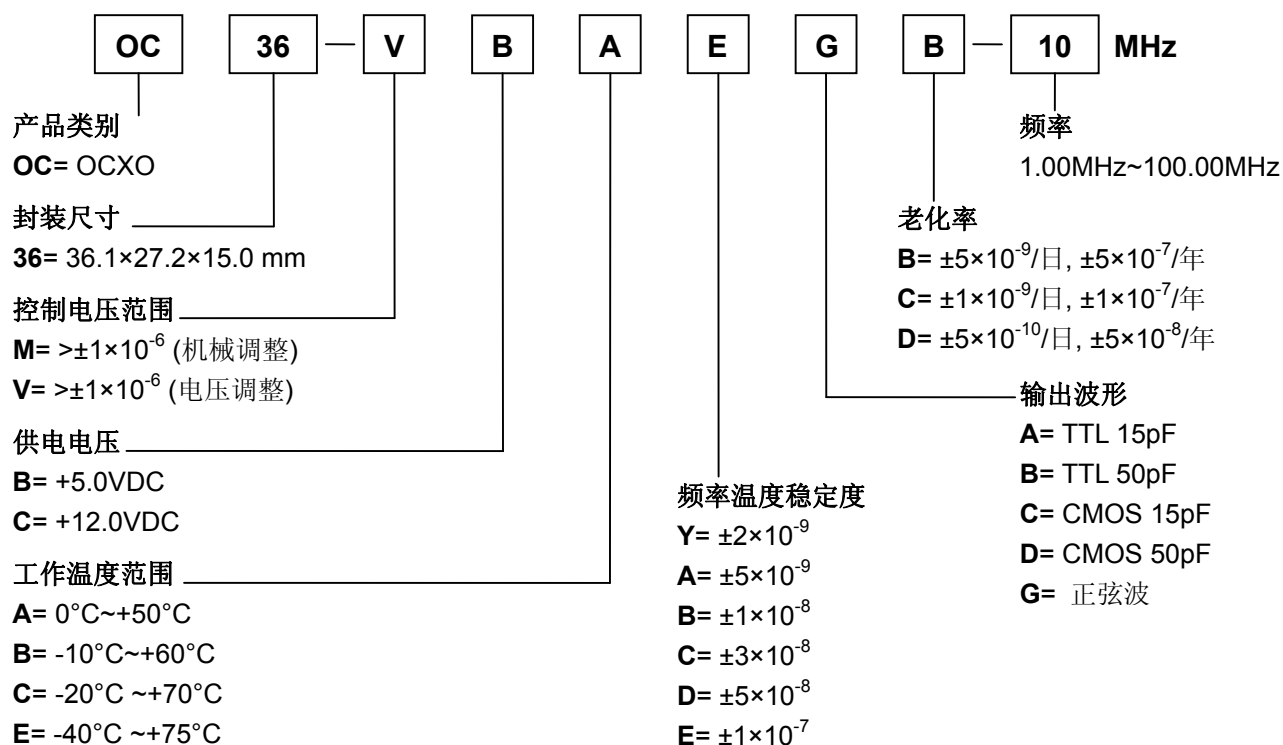 OC 36 — V B A E G B — 10 MHz
产品类别
OC= OCXO
封装尺寸
36= 36.1×27.2×15.0 mm
控制电压范围
M= >±1×10⁻⁶ (机械调整)
V= >±1×10⁻⁶ (电压调整)
供电电压
B= +5.0VDC
C= +12.0VDC
工作温度范围
A= 0°C~+50°C
B= -10°C~+60°C
C= -20°C ~+70°C
E= -40°C ~+75°C
频率温度稳定度
Y= ±2×10⁻⁹
A= ±5×10⁻⁹
B= ±1×10⁻⁸
C= ±3×10⁻⁸
D= ±5×10⁻⁸
E= ±1×10⁻⁷
频率
1.00MHz~100.00MHz
老化率
B= ±5×10⁻⁹/日, ±5×10⁻⁷/年
C= ±1×10⁻⁹/日, ±1×10⁻⁷/年
D= ±5×10⁻¹⁰/日, ±5×10⁻⁸/年
输出波形
A= TTL 15pF
B= TTL 50pF
C= CMOS 15pF
D= CMOS 50pF
G= 正弦波